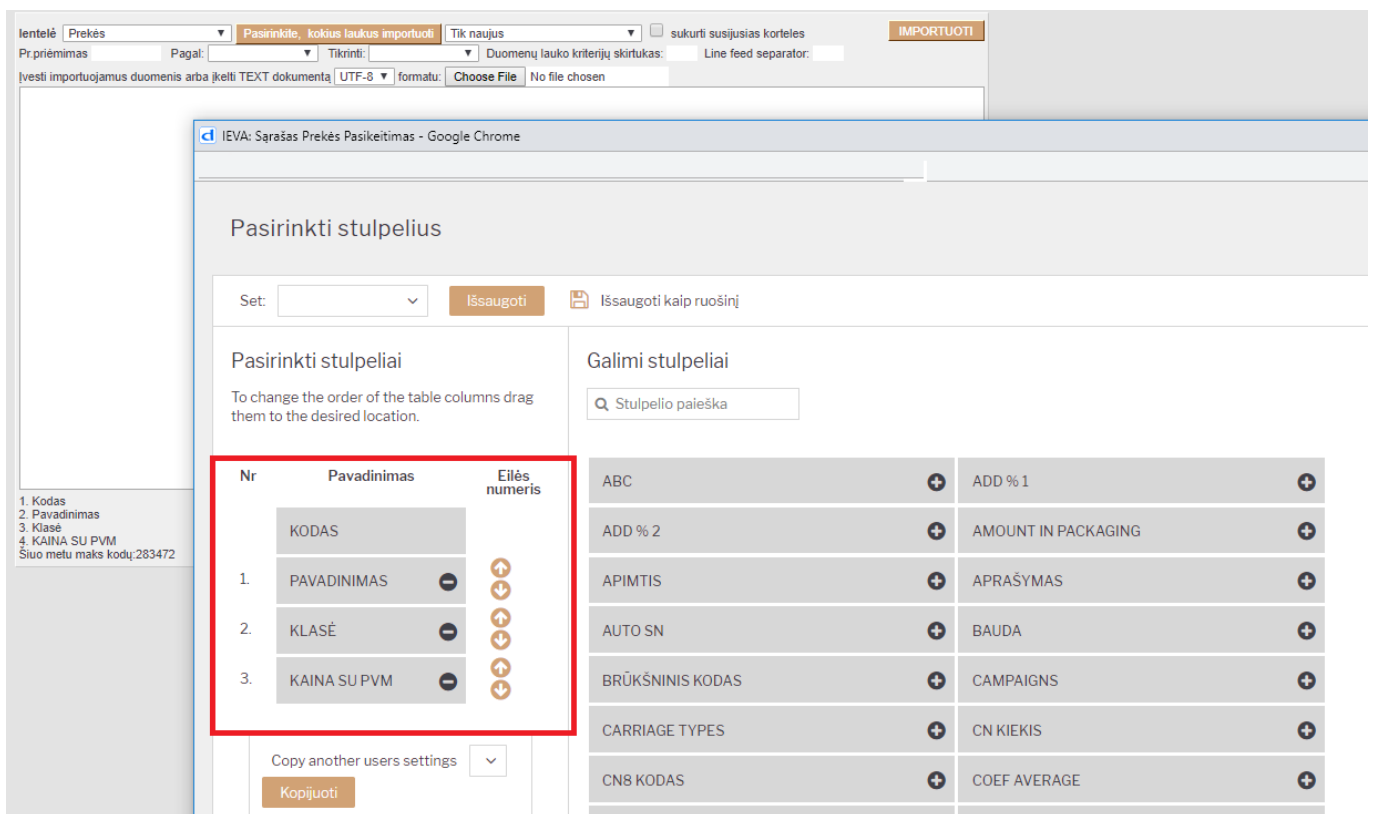 lentelė Prekės Pasirinkite, kokius laukus importuoti Tik naujus sukurti susijusias korteles IMPORTUOTI
Pr.priėmimas Pagal: Tikrinti: Duomenų lauko kriterijų skirtukas: Line feed separator:
Įvesti importuojamus duomenis arba įkelti TEXT dokumentą UTF-8 formatu: Choose File No file chosen
IEVA: Sąrašas Prekės Pasikeitimas - Google Chrome
Pasirinkti stulpelius
Set: Išsaugoti Išsaugoti kaip ruošinį
Pasirinkti stulpeliai
To change the order of the table columns drag
them to the desired location.
Nr Pavadinimas Eilės
numeris
KODAS
1. PAVADINIMAS
2. KLASĖ
3. KAINA SU PVM
Copy another users settings
Kopijuoti
Galimi stulpeliai
Stulpelio paieška
ABC ADD % 1
ADD % 2 AMOUNT IN PACKAGING
APIMTIS APRAŠYMAS
AUTO SN BAUDA
BRŪKŠNINIS KODAS CAMPAIGNS
CARRIAGE TYPES CN KIEKIS
CN8 KODAS COEF AVERAGE
1. Kodas
2. Pavadinimas
3. Klasė
4. KAINA SU PVM
Šiuo metu maks kodų:283472